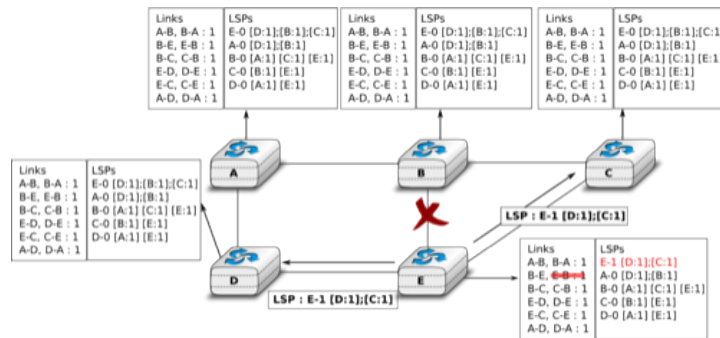 Links
A-B, B-A : 1
B-E, E-B : 1
B-C, C-B : 1
E-D, D-E : 1
E-C, C-E : 1
A-D, D-A : 1
LSPs
E-0 [D:1];[B:1];[C:1]
A-0 [D:1];[B:1]
B-0 [A:1] [C:1] [E:1]
C-0 [B:1] [E:1]
D-0 [A:1] [E:1]
Links
A-B, B-A : 1
B-E, E-B : 1
B-C, C-B : 1
E-D, D-E : 1
E-C, C-E : 1
A-D, D-A : 1
LSPs
E-0 [D:1];[B:1];[C:1]
A-0 [D:1];[B:1]
B-0 [A:1] [C:1] [E:1]
C-0 [B:1] [E:1]
D-0 [A:1] [E:1]
Links
A-B, B-A : 1
B-E, E-B : 1
B-C, C-B : 1
E-D, D-E : 1
E-C, C-E : 1
A-D, D-A : 1
LSPs
E-0 [D:1];[B:1];[C:1]
A-0 [D:1];[B:1]
B-0 [A:1] [C:1] [E:1]
C-0 [B:1] [E:1]
D-0 [A:1] [E:1]
A
B
C
Links
A-B, B-A : 1
B-E, E-B : 1
B-C, C-B : 1
E-D, D-E : 1
E-C, C-E : 1
A-D, D-A : 1
LSPs
E-0 [D:1];[B:1];[C:1]
A-0 [D:1];[B:1]
B-0 [A:1] [C:1] [E:1]
C-0 [B:1] [E:1]
D-0 [A:1] [E:1]
LSP : E-1 [D:1];[C:1]
D
E
LSP : E-1 [D:1];[C:1]
Links
A-B, B-A : 1
B-E, E-B : 1
B-C, C-B : 1
E-D, D-E : 1
E-C, C-E : 1
A-D, D-A : 1
LSPs
E-1 [D:1];[C:1]
A-0 [D:1];[B:1]
B-0 [A:1] [C:1] [E:1]
C-0 [B:1] [E:1]
D-0 [A:1] [E:1]